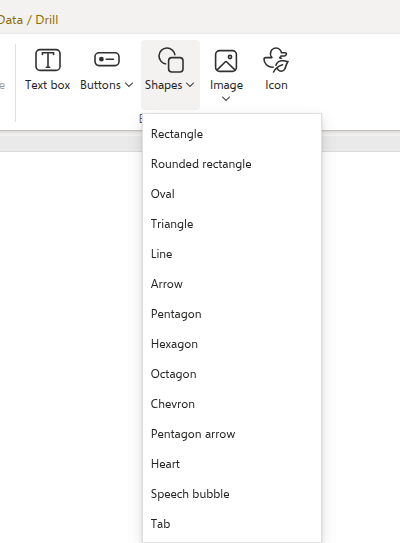 Data / Drill
Text box
Buttons
Shapes
Image
Icon
Rectangle
Rounded rectangle
Oval
Triangle
Line
Arrow
Pentagon
Hexagon
Octagon
Chevron
Pentagon arrow
Heart
Speech bubble
Tab